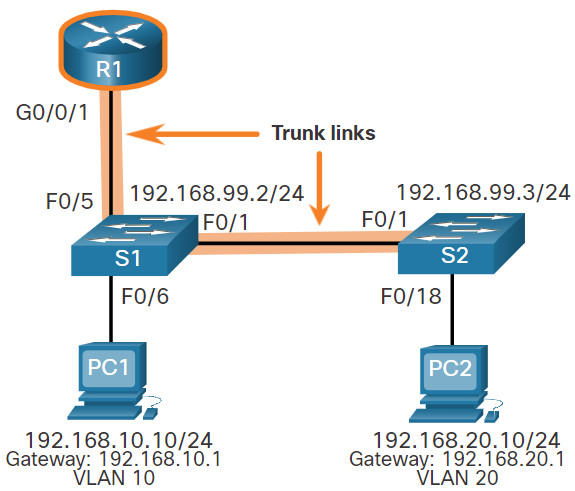 R1
G0/0/1
Trunk links
F0/5
192.168.99.2/24
192.168.99.3/24
F0/1
F0/1
S1
S2
F0/6
F0/18
PC1
PC2
192.168.10.10/24
Gateway: 192.168.10.1
VLAN 10
192.168.20.10/24
Gateway: 192.168.20.1
VLAN 20